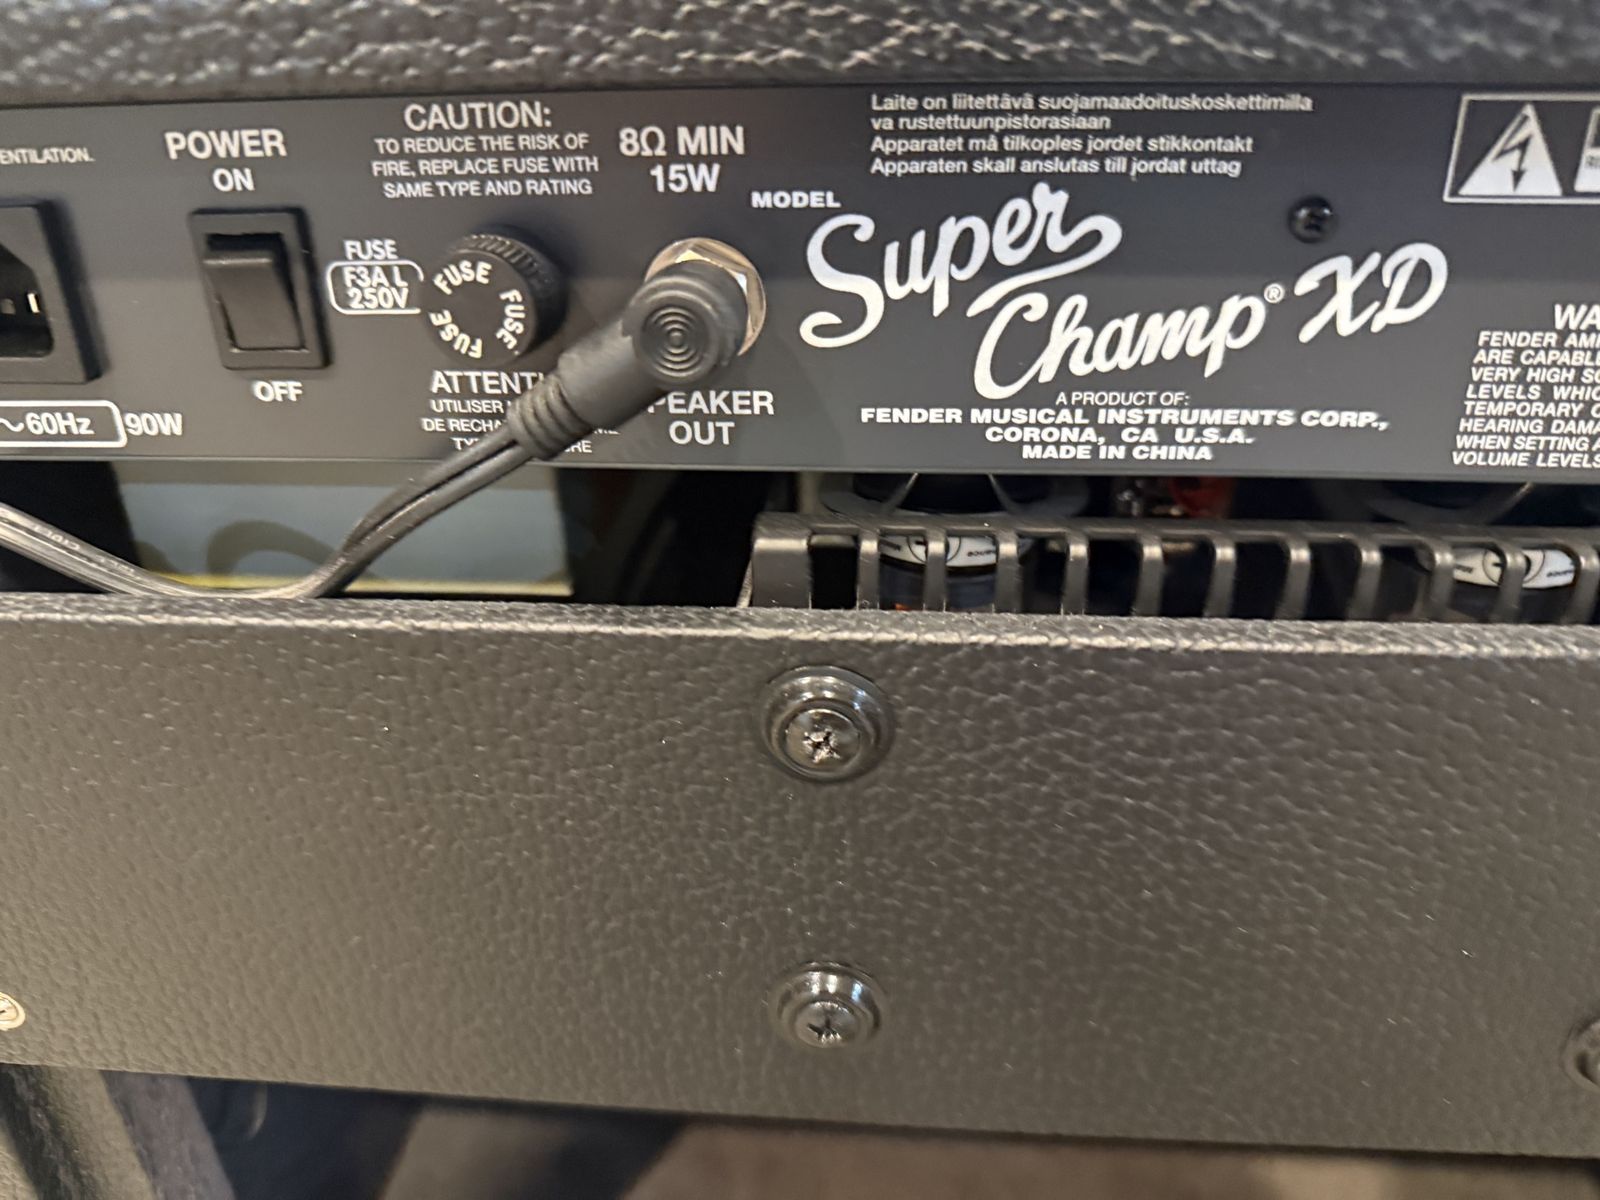 ENTILATION.
POWER
ON
OFF
~60Hz 90W
CAUTION:
TO REDUCE THE RISK OF
FIRE, REPLACE FUSE WITH
SAME TYPE AND RATING
FUSE
F3A L
250V
FUSE
FUSE
FUSE
ATTENTI
UTILISER
DE RECHA
8Ω MIN
15W
PEAKER
OUT
Laite on liitettävä suojamaadoituskoskettimilla
va rustettuunpistorasiaan
Apparatet må tilkoples jordet stikkontakt
Apparaten skall anslutas till jordat uttag
MODEL
Super
Champ® XD
A PRODUCT OF:
FENDER MUSICAL INSTRUMENTS CORP.,
CORONA, CA U.S.A.
MADE IN CHINA
WA
FENDER AM
ARE CAPABL
VERY HIGH S
LEVELS WHIC
TEMPORARY O
HEARING DAMA
WHEN SETTING A
VOLUME LEVELS